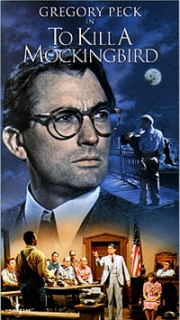 GREGORY PECK
IN
TO KILL A
MOCKINGBIRD